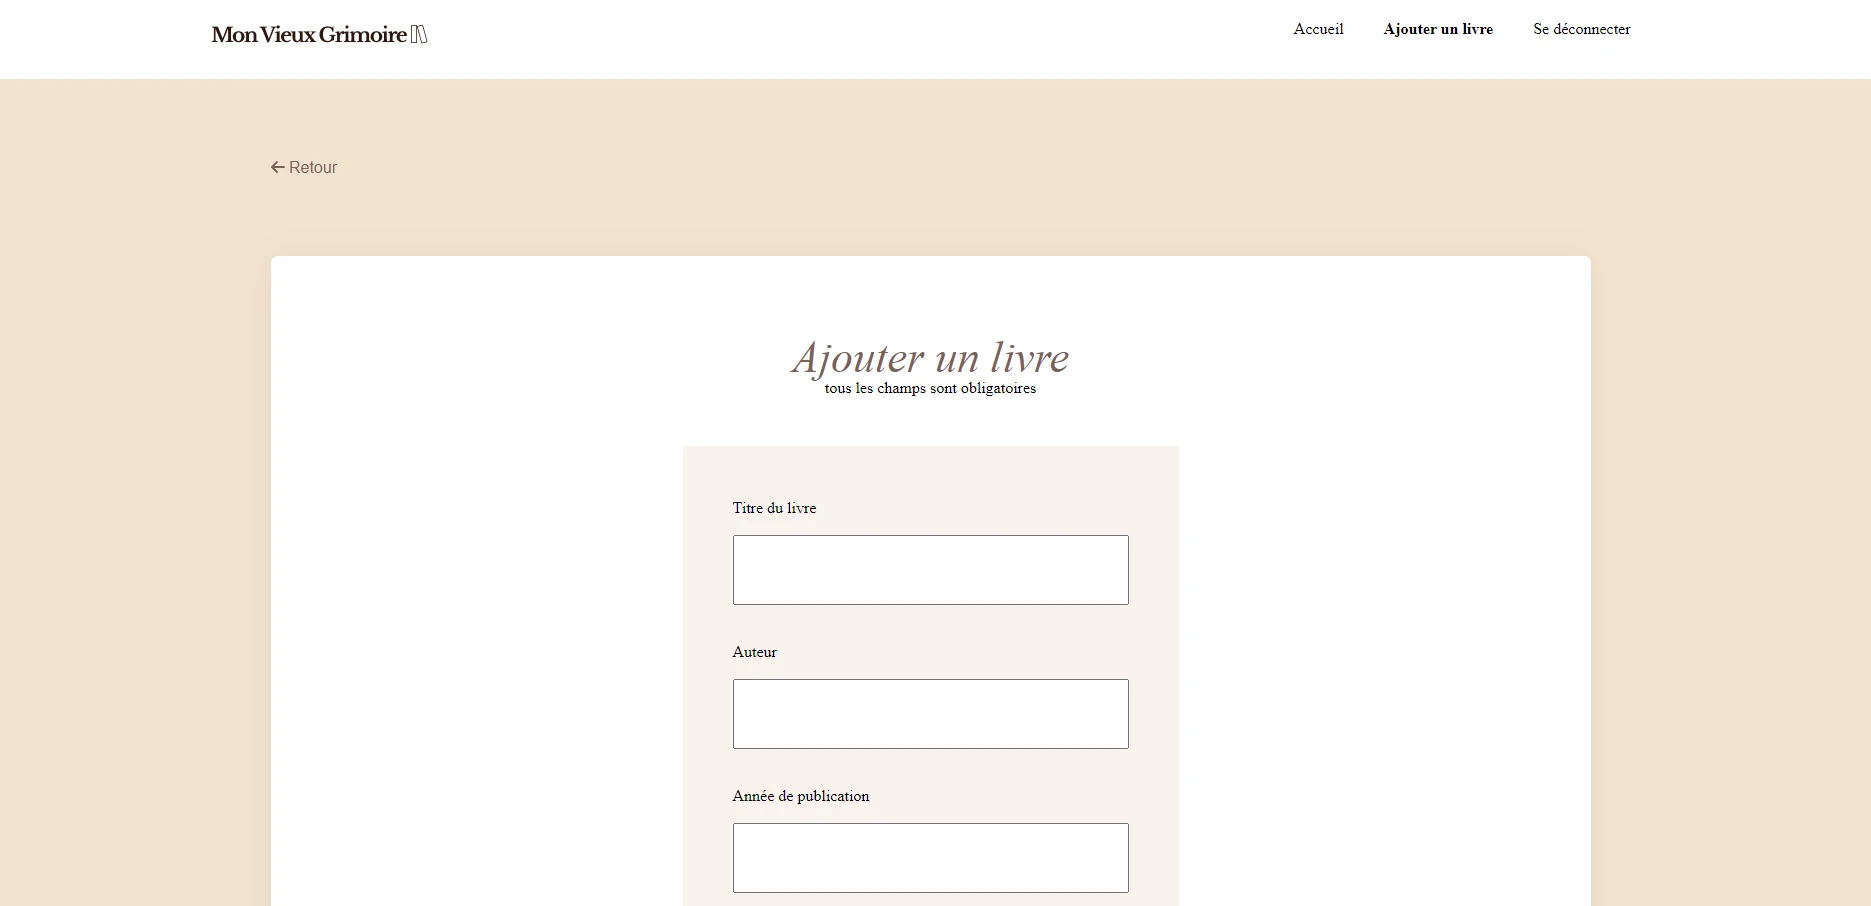 Mon Vieux Grimoire
Accueil
Ajouter un livre
Se déconnecter
Retour
Ajouter un livre
tous les champs sont obligatoires
Titre du livre
Auteur
Année de publication